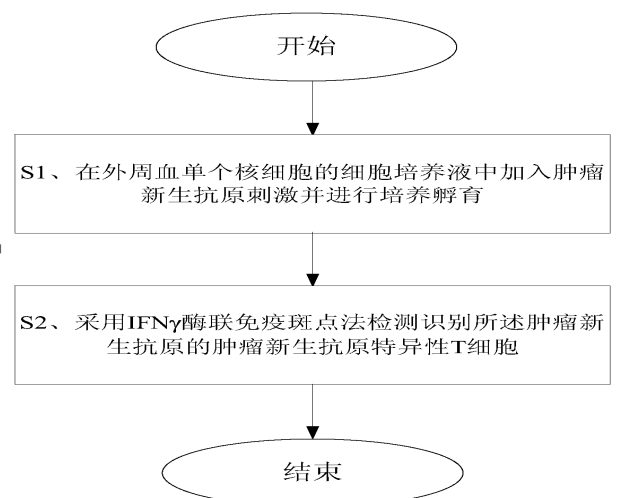 开始
S1、在外周血单个核细胞的细胞培养液中加入肿瘤
新生抗原刺激并进行培养孵育
S2、采用IFNγ酶联免疫斑点法检测识别所述肿瘤新
生抗原的肿瘤新生抗原特异性T细胞
结束